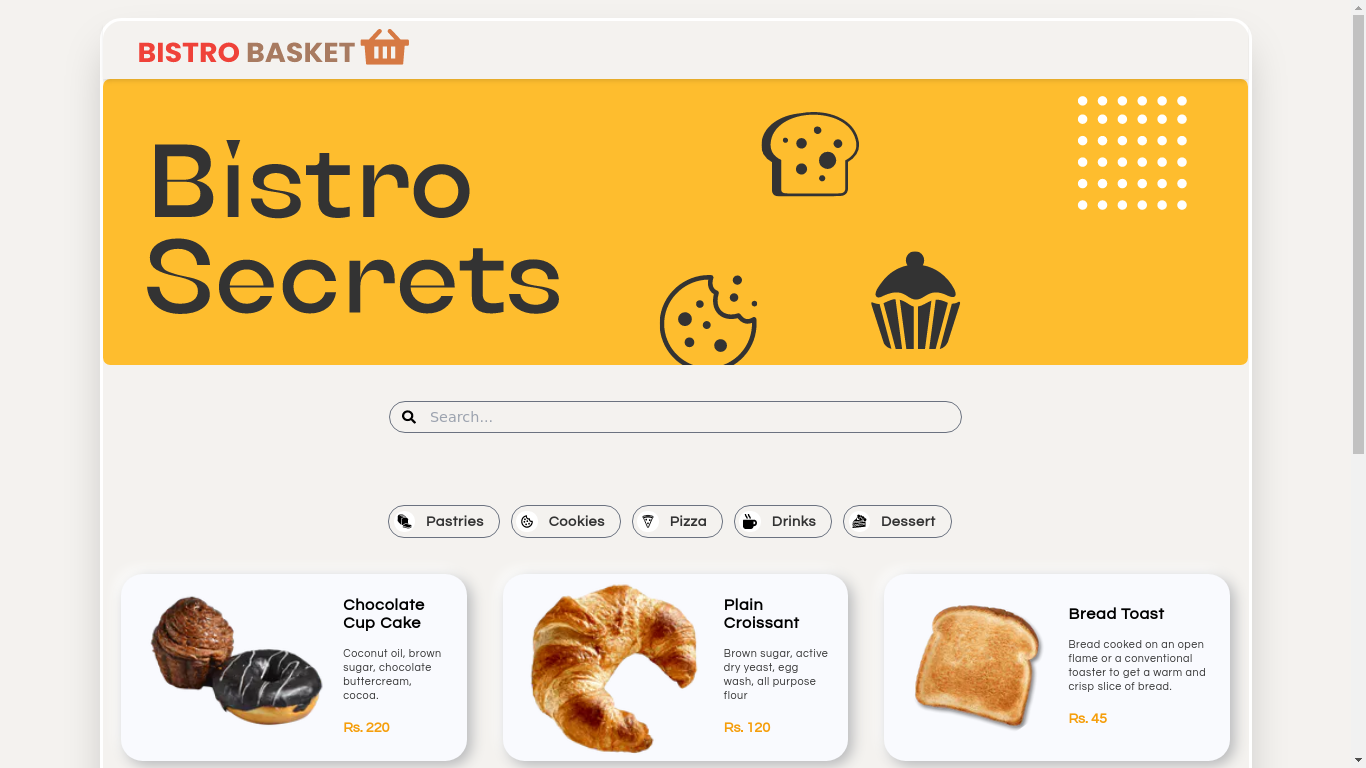 BISTRO BASKET
Bistro
Secrets
Search...
Pastries
Cookies
Pizza
Drinks
Dessert
Chocolate
Cup Cake
Coconut oil, brown
sugar, chocolate
buttercream,
cocoa.
Rs. 220
Plain
Croissant
Brown sugar, active
dry yeast, egg
wash, all purpose
flour
Rs. 120
Bread Toast
Bread cooked on an open
flame or a conventional
toaster to get a warm and
crisp slice of bread.
Rs. 45